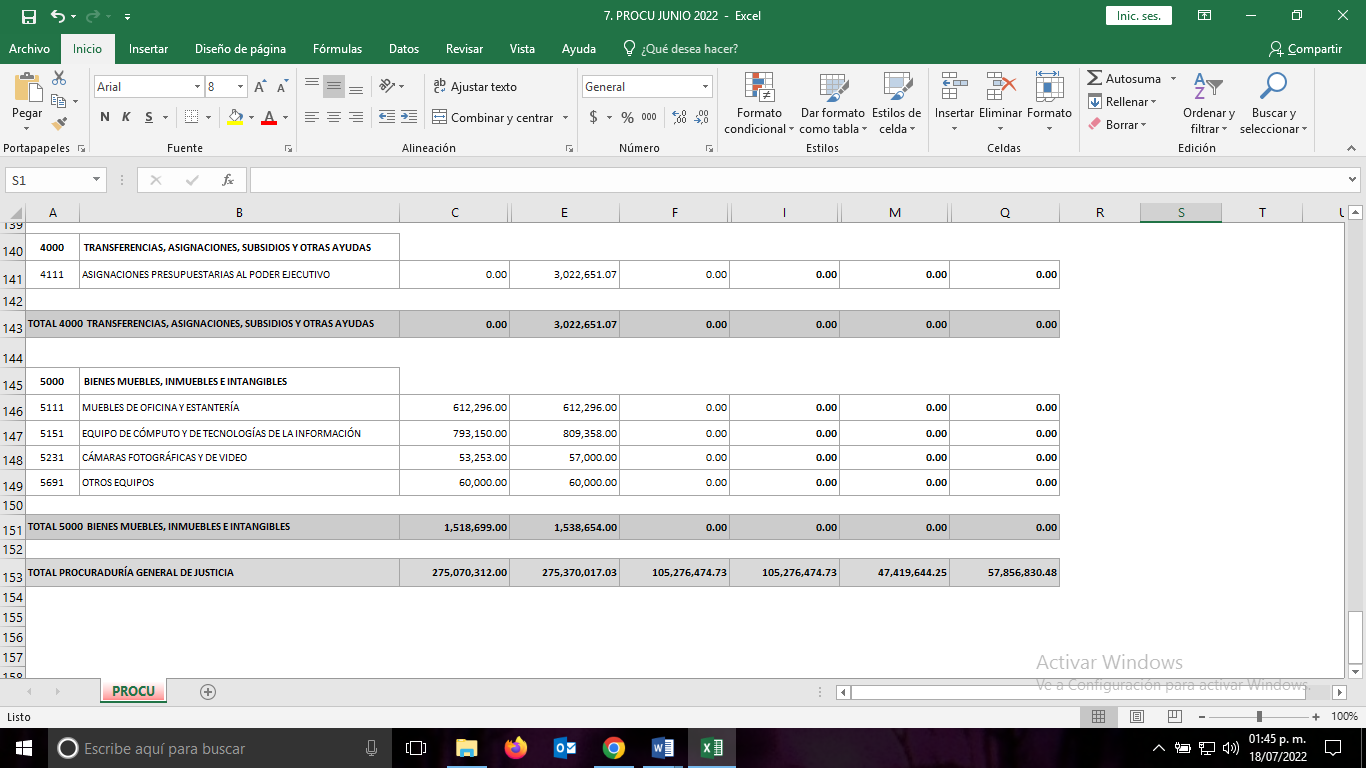 7. PROCU JUNIO 2022 - Excel
Inic. ses.
Archivo Inicio Insertar Diseño de página Fórmulas Datos Revisar Vista Ayuda ¿Qué desea hacer? Compartir
Pegar
Arial 8
N K S
Ajustar texto
Combinar y centrar
General
$ % 000
Formato condicional
Dar formato como tabla
Estilos de celda
Insertar Eliminar Formato
Autosuma
Rellenar
Borrar
Ordenar y filtrar
Buscar y seleccionar
Portapapeles Fuente Alineación Número Estilos Celdas Edición
S1 fx
A B C E F I M Q R S T U
139
140 4000 TRANSFERENCIAS, ASIGNACIONES, SUBSIDIOS Y OTRAS AYUDAS
141 4111 ASIGNACIONES PRESUPUESTARIAS AL PODER EJECUTIVO 0.00 3,022,651.07 0.00 0.00 0.00 0.00
142
143 TOTAL 4000 TRANSFERENCIAS, ASIGNACIONES, SUBSIDIOS Y OTRAS AYUDAS 0.00 3,022,651.07 0.00 0.00 0.00 0.00
144
145 5000 BIENES MUEBLES, INMUEBLES E INTANGIBLES
146 5111 MUEBLES DE OFICINA Y ESTANTERÍA 612,296.00 612,296.00 0.00 0.00 0.00 0.00
147 5151 EQUIPO DE CÓMPUTO Y DE TECNOLOGÍAS DE LA INFORMACIÓN 793,150.00 809,358.00 0.00 0.00 0.00 0.00
148 5231 CÁMARAS FOTOGRÁFICAS Y DE VIDEO 53,253.00 57,000.00 0.00 0.00 0.00 0.00
149 5691 OTROS EQUIPOS 60,000.00 60,000.00 0.00 0.00 0.00 0.00
150
151 TOTAL 5000 BIENES MUEBLES, INMUEBLES E INTANGIBLES 1,518,699.00 1,538,654.00 0.00 0.00 0.00 0.00
152
153 TOTAL PROCURADURÍA GENERAL DE JUSTICIA 275,070,312.00 275,370,017.03 105,276,474.73 105,276,474.73 47,419,644.25 57,856,830.48
154
155
156
157
158
Activar Windows
Ve a Configuración para activar Windows.
PROCU
Listo
100%
Escribe aquí para buscar
01:45 p. m.
18/07/2022